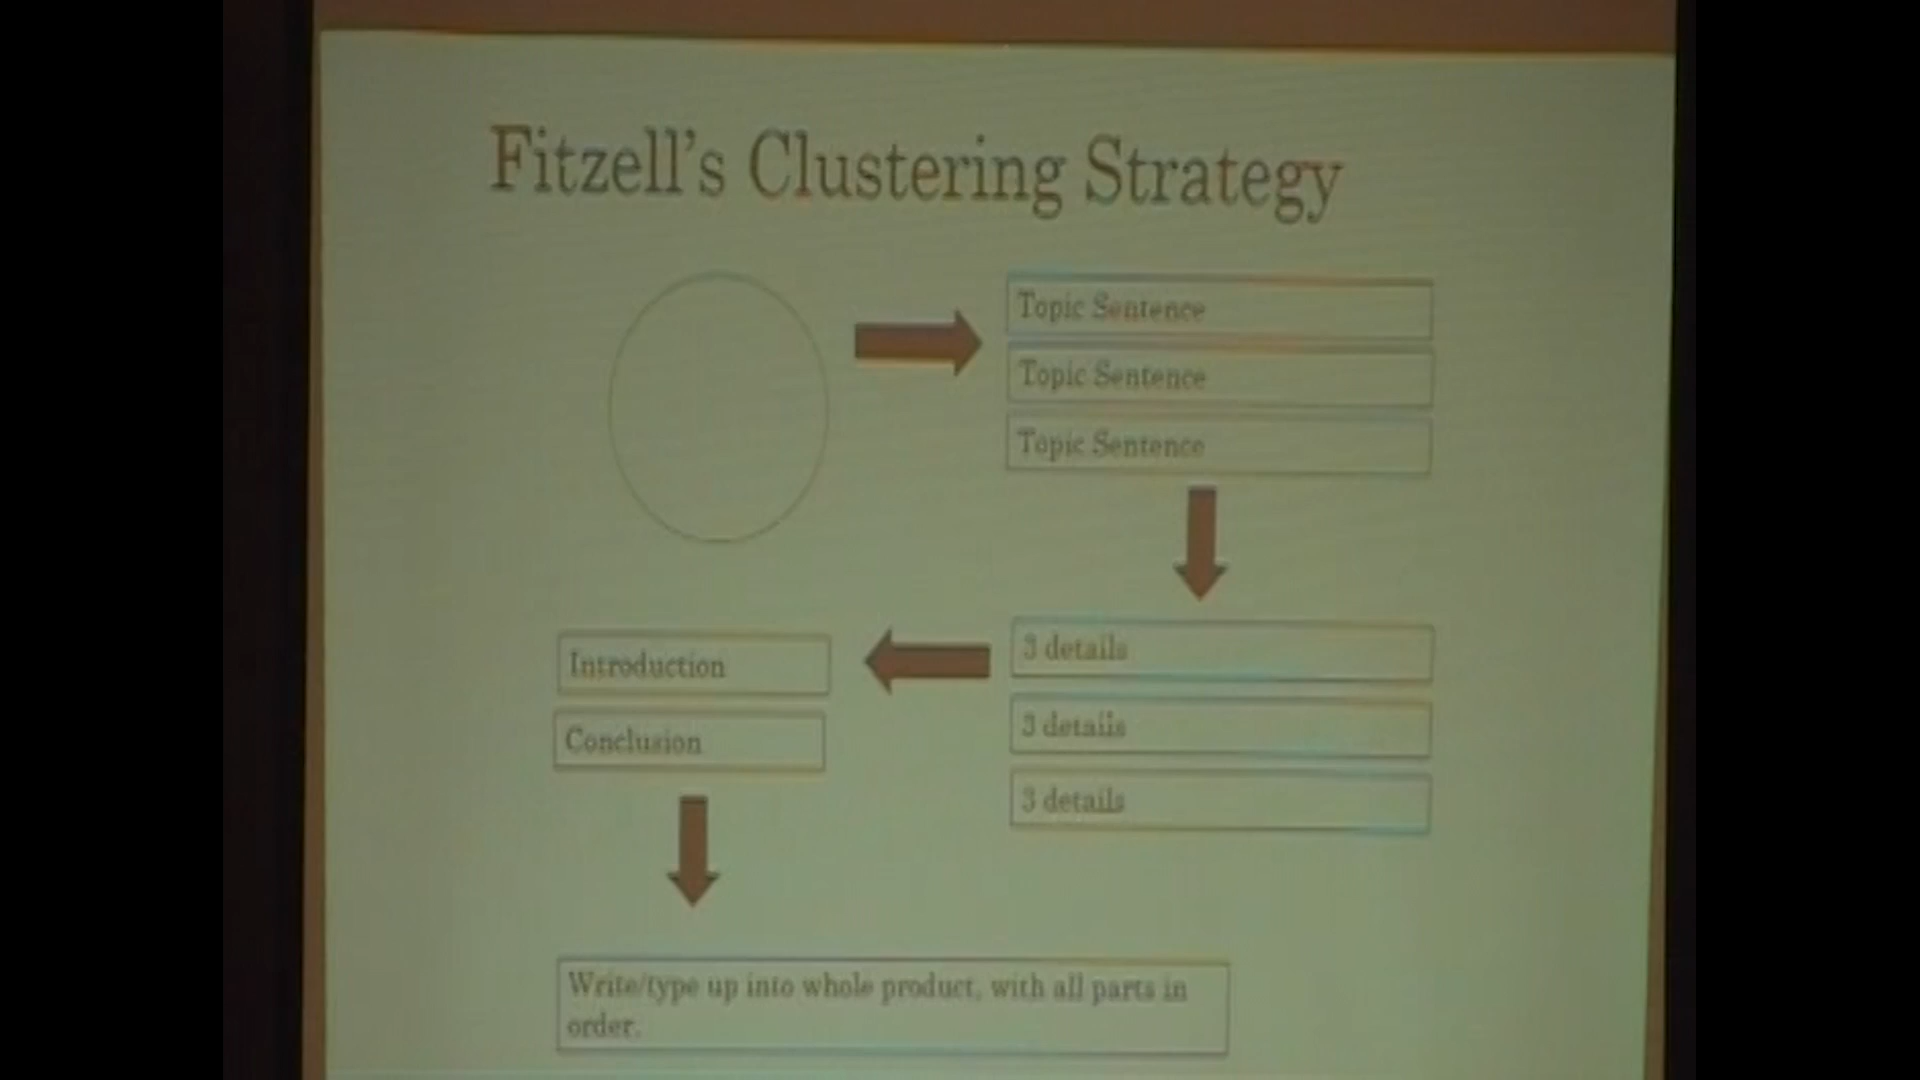 Fitzell's Clustering Strategy
Topic Sentence
Topic Sentence
Topic Sentence
3 details
3 details
3 details
Introduction
Conclusion
Write/type up into whole product, with all parts in
order.